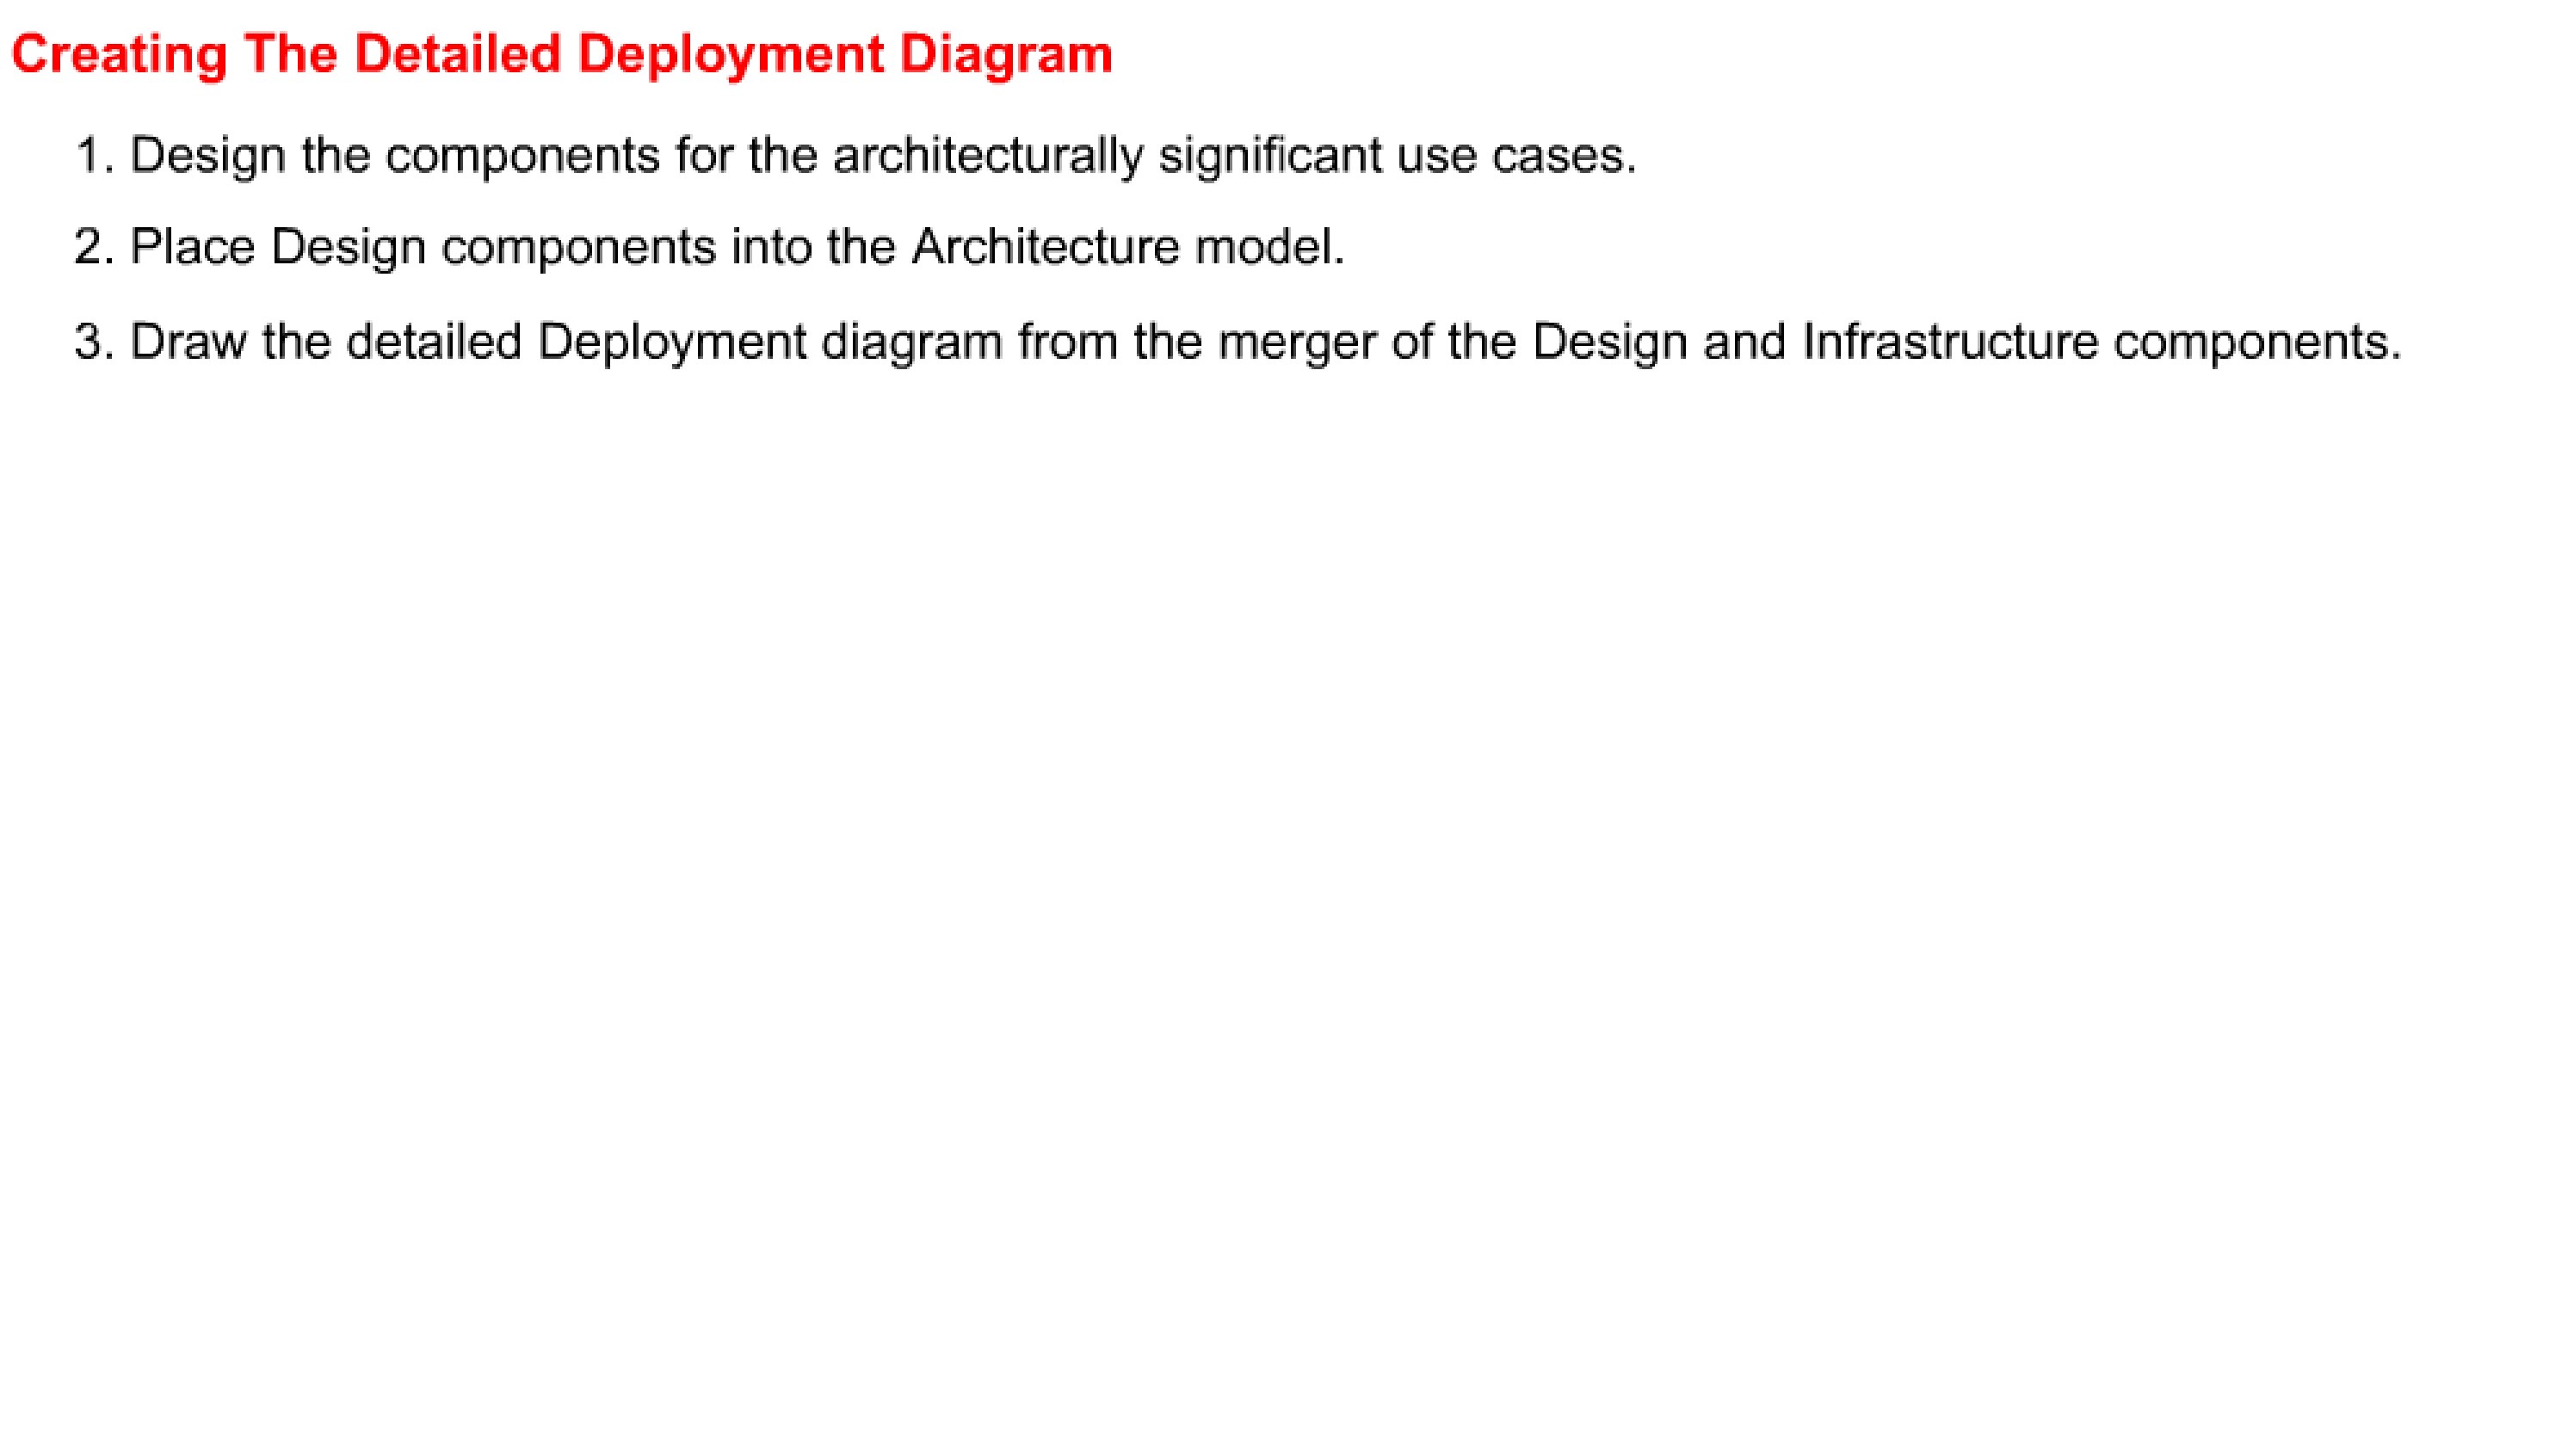 Creating The Detailed Deployment Diagram
1. Design the components for the architecturally significant use cases.
2. Place Design components into the Architecture model.
3. Draw the detailed Deployment diagram from the merger of the Design and Infrastructure components.